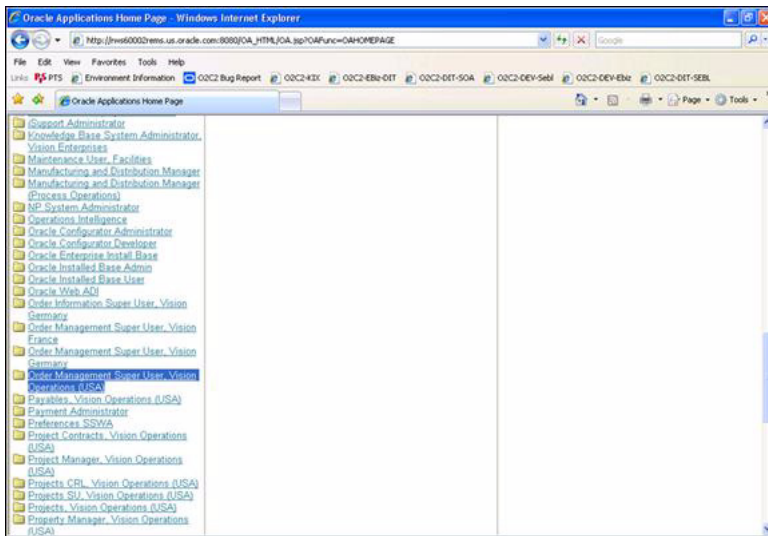 Oracle Applications Home Page - Windows Internet Explorer
http://rws60002rems.us.oracle.com:8080/OA_HTML/OA.jsp?OAFunc=OAHOMEPAGE
Google
File Edit View Favorites Tools Help
Links PTS Environment Information O2C2 Bug Report O2C2-KIX O2C2-EBiz-DIT O2C2-DIT-SOA O2C2-DEV-Sebl O2C2-DEV-Ebiz O2C2-DIT-SEBL
Oracle Applications Home Page
Page Tools
iSupport Administrator
Knowledge Base System Administrator,
Vision Enterprises
Maintenance User, Facilities
Manufacturing and Distribution Manager
Manufacturing and Distribution Manager
(Process Operations)
NP System Administrator
Operations Intelligence
Oracle Configurator Administrator
Oracle Configurator Developer
Oracle Enterprise Install Base
Oracle Installed Base Admin
Oracle Installed Base User
Oracle Web ADI
Order Information Super User, Vision
Germany
Order Management Super User, Vision
France
Order Management Super User, Vision
Germany
Order Management Super User, Vision
Operations (USA)
Payables, Vision Operations (USA)
Payment Administrator
Preferences SSWA
Project Contracts, Vision Operations
(USA)
Project Manager, Vision Operations
(USA)
Projects CRL, Vision Operations (USA)
Projects SU, Vision Operations (USA)
Projects, Vision Operations (USA)
Property Manager, Vision Operations
(USA)